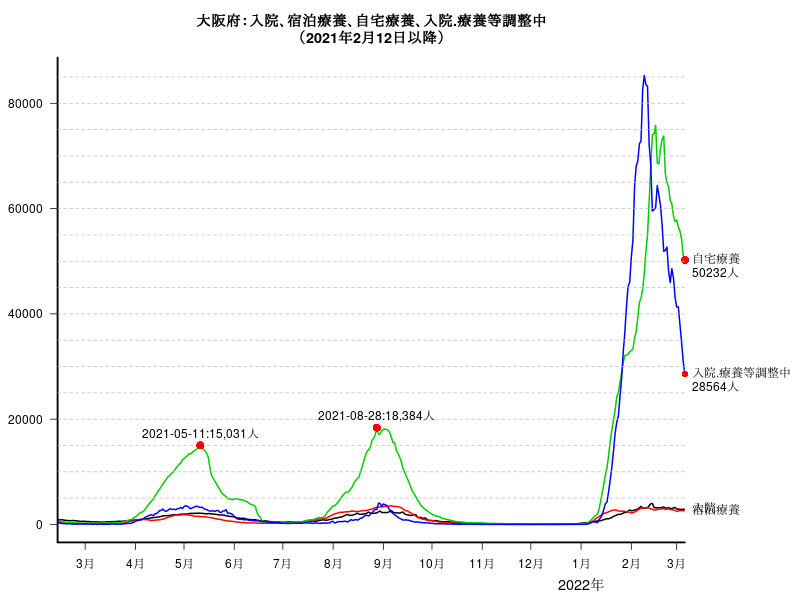 大阪府：入院、宿泊療養、自宅療養、入院.療養等調整中
（2021年2月12日以降）
80000
60000
40000
20000
0
2021-05-11:15,031人
2021-08-28:18,384人
自宅療養
50232人
入院.療養等調整中
28564人
宿泊療養
3月
4月
5月
6月
7月
8月
9月
10月
11月
12月
1月
2月
3月
2022年